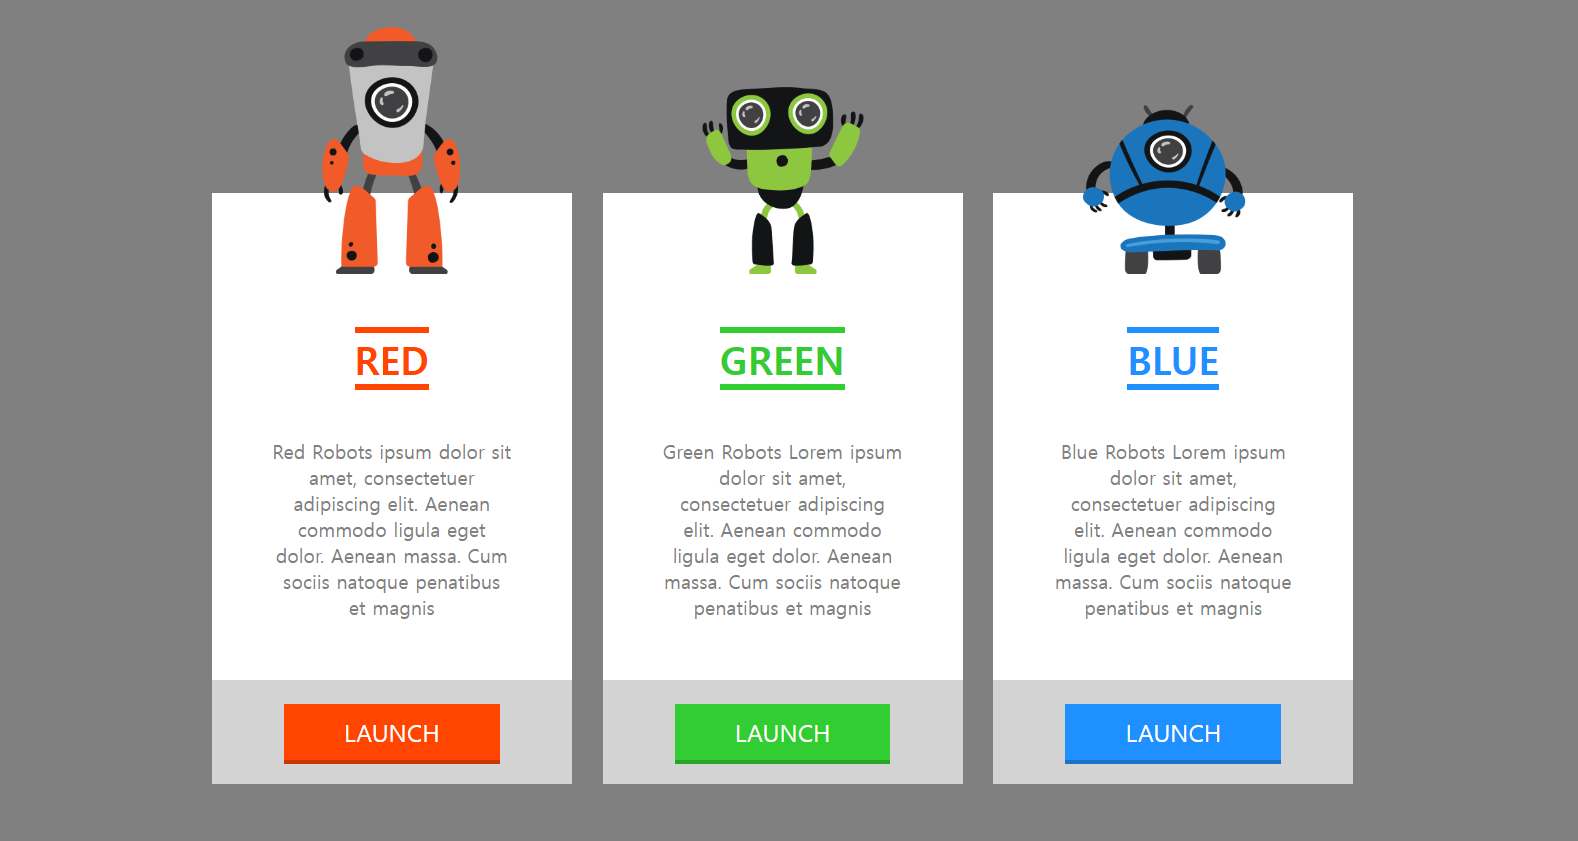 RED
Red Robots ipsum dolor sit
amet, consectetuer
adipiscing elit. Aenean
commodo ligula eget
dolor. Aenean massa. Cum
sociis natoque penatibus
et magnis
LAUNCH
GREEN
Green Robots Lorem ipsum
dolor sit amet,
consectetuer adipiscing
elit. Aenean commodo
ligula eget dolor. Aenean
massa. Cum sociis natoque
penatibus et magnis
LAUNCH
BLUE
Blue Robots Lorem ipsum
dolor sit amet,
consectetuer adipiscing
elit. Aenean commodo
ligula eget dolor. Aenean
massa. Cum sociis natoque
penatibus et magnis
LAUNCH